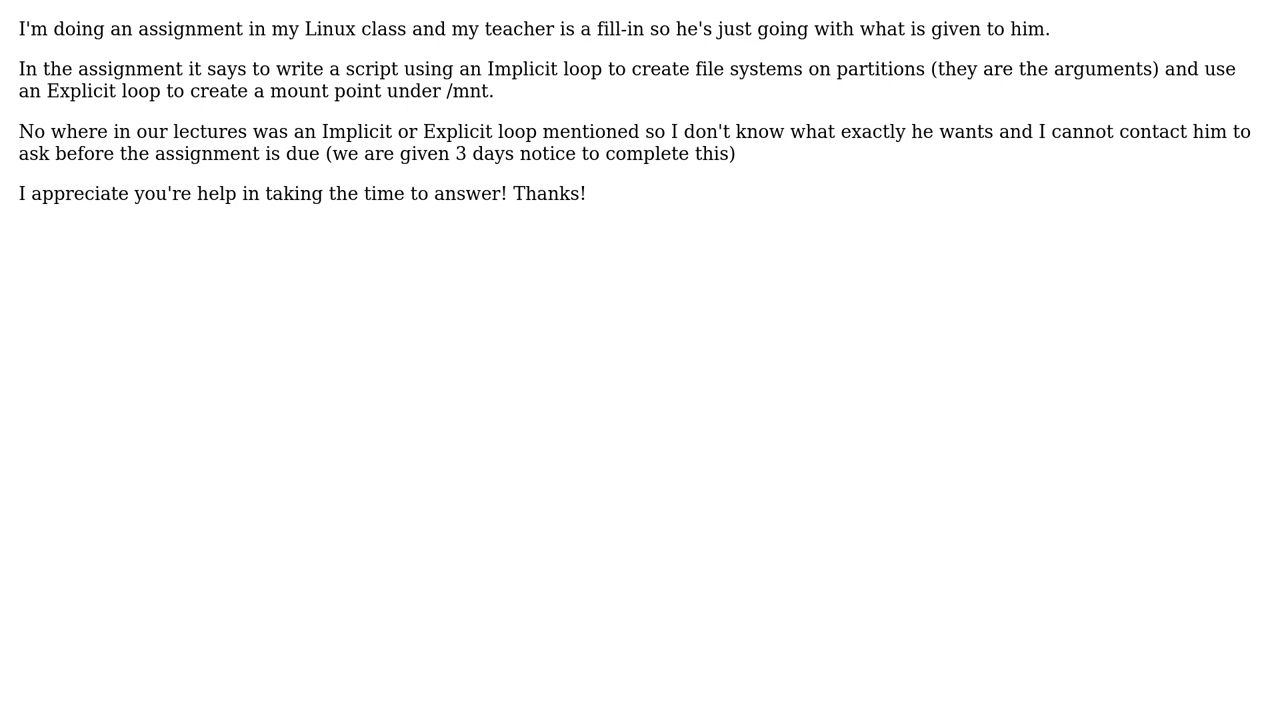 I'm doing an assignment in my Linux class and my teacher is a fill-in so he's just going with what is given to him.
In the assignment it says to write a script using an Implicit loop to create file systems on partitions (they are the arguments) and use
an Explicit loop to create a mount point under /mnt.
No where in our lectures was an Implicit or Explicit loop mentioned so I don't know what exactly he wants and I cannot contact him to
ask before the assignment is due (we are given 3 days notice to complete this)
I appreciate you're help in taking the time to answer! Thanks!